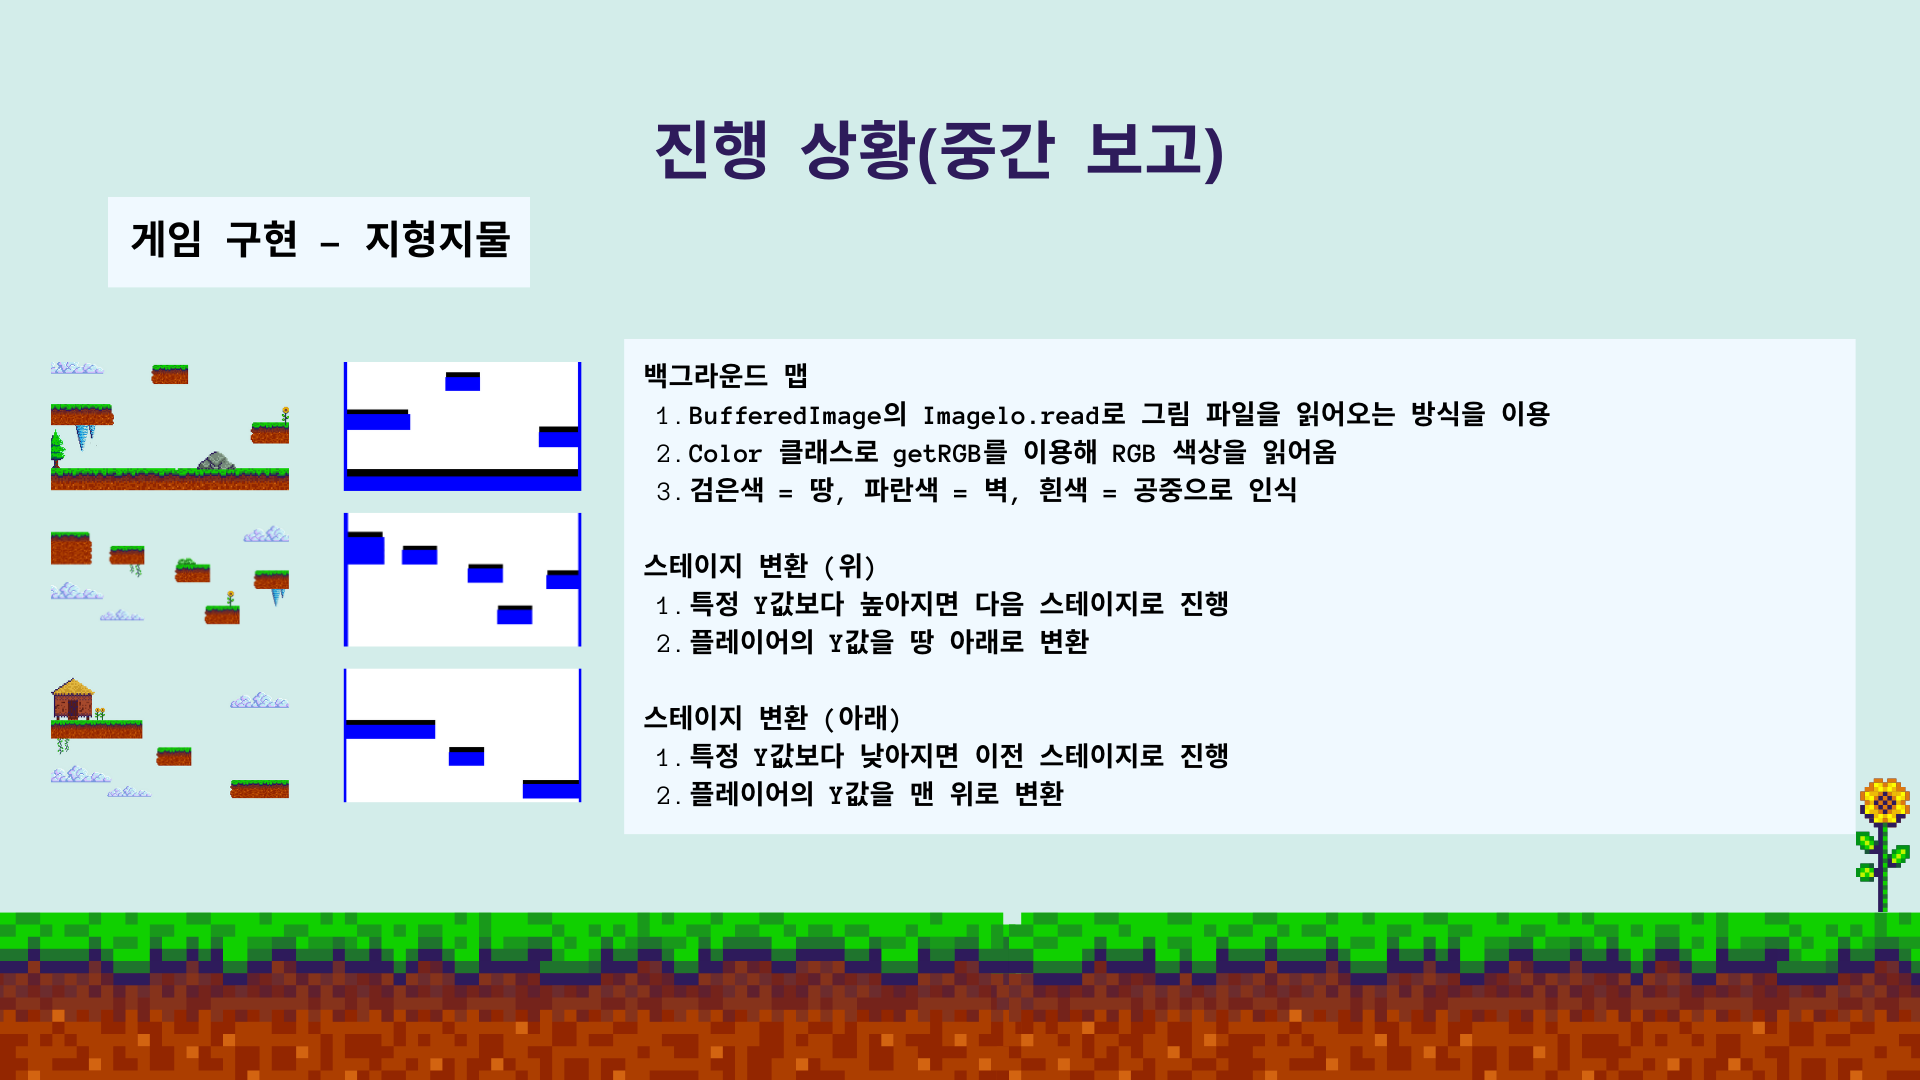 진행 상황(중간 보고)
게임 구현 – 지형지물
백그라운드 맵
1. BufferedImage의 Imagelo.read로 그림 파일을 읽어오는 방식을 이용
2. Color 클래스로 getRGB를 이용해 RGB 색상을 읽어옴
3. 검은색 = 땅, 파란색 = 벽, 흰색 = 공중으로 인식
스테이지 변환 (위)
1. 특정 Y값보다 높아지면 다음 스테이지로 진행
2. 플레이어의 Y값을 땅 아래로 변환
스테이지 변환 (아래)
1. 특정 Y값보다 낮아지면 이전 스테이지로 진행
2. 플레이어의 Y값을 맨 위로 변환